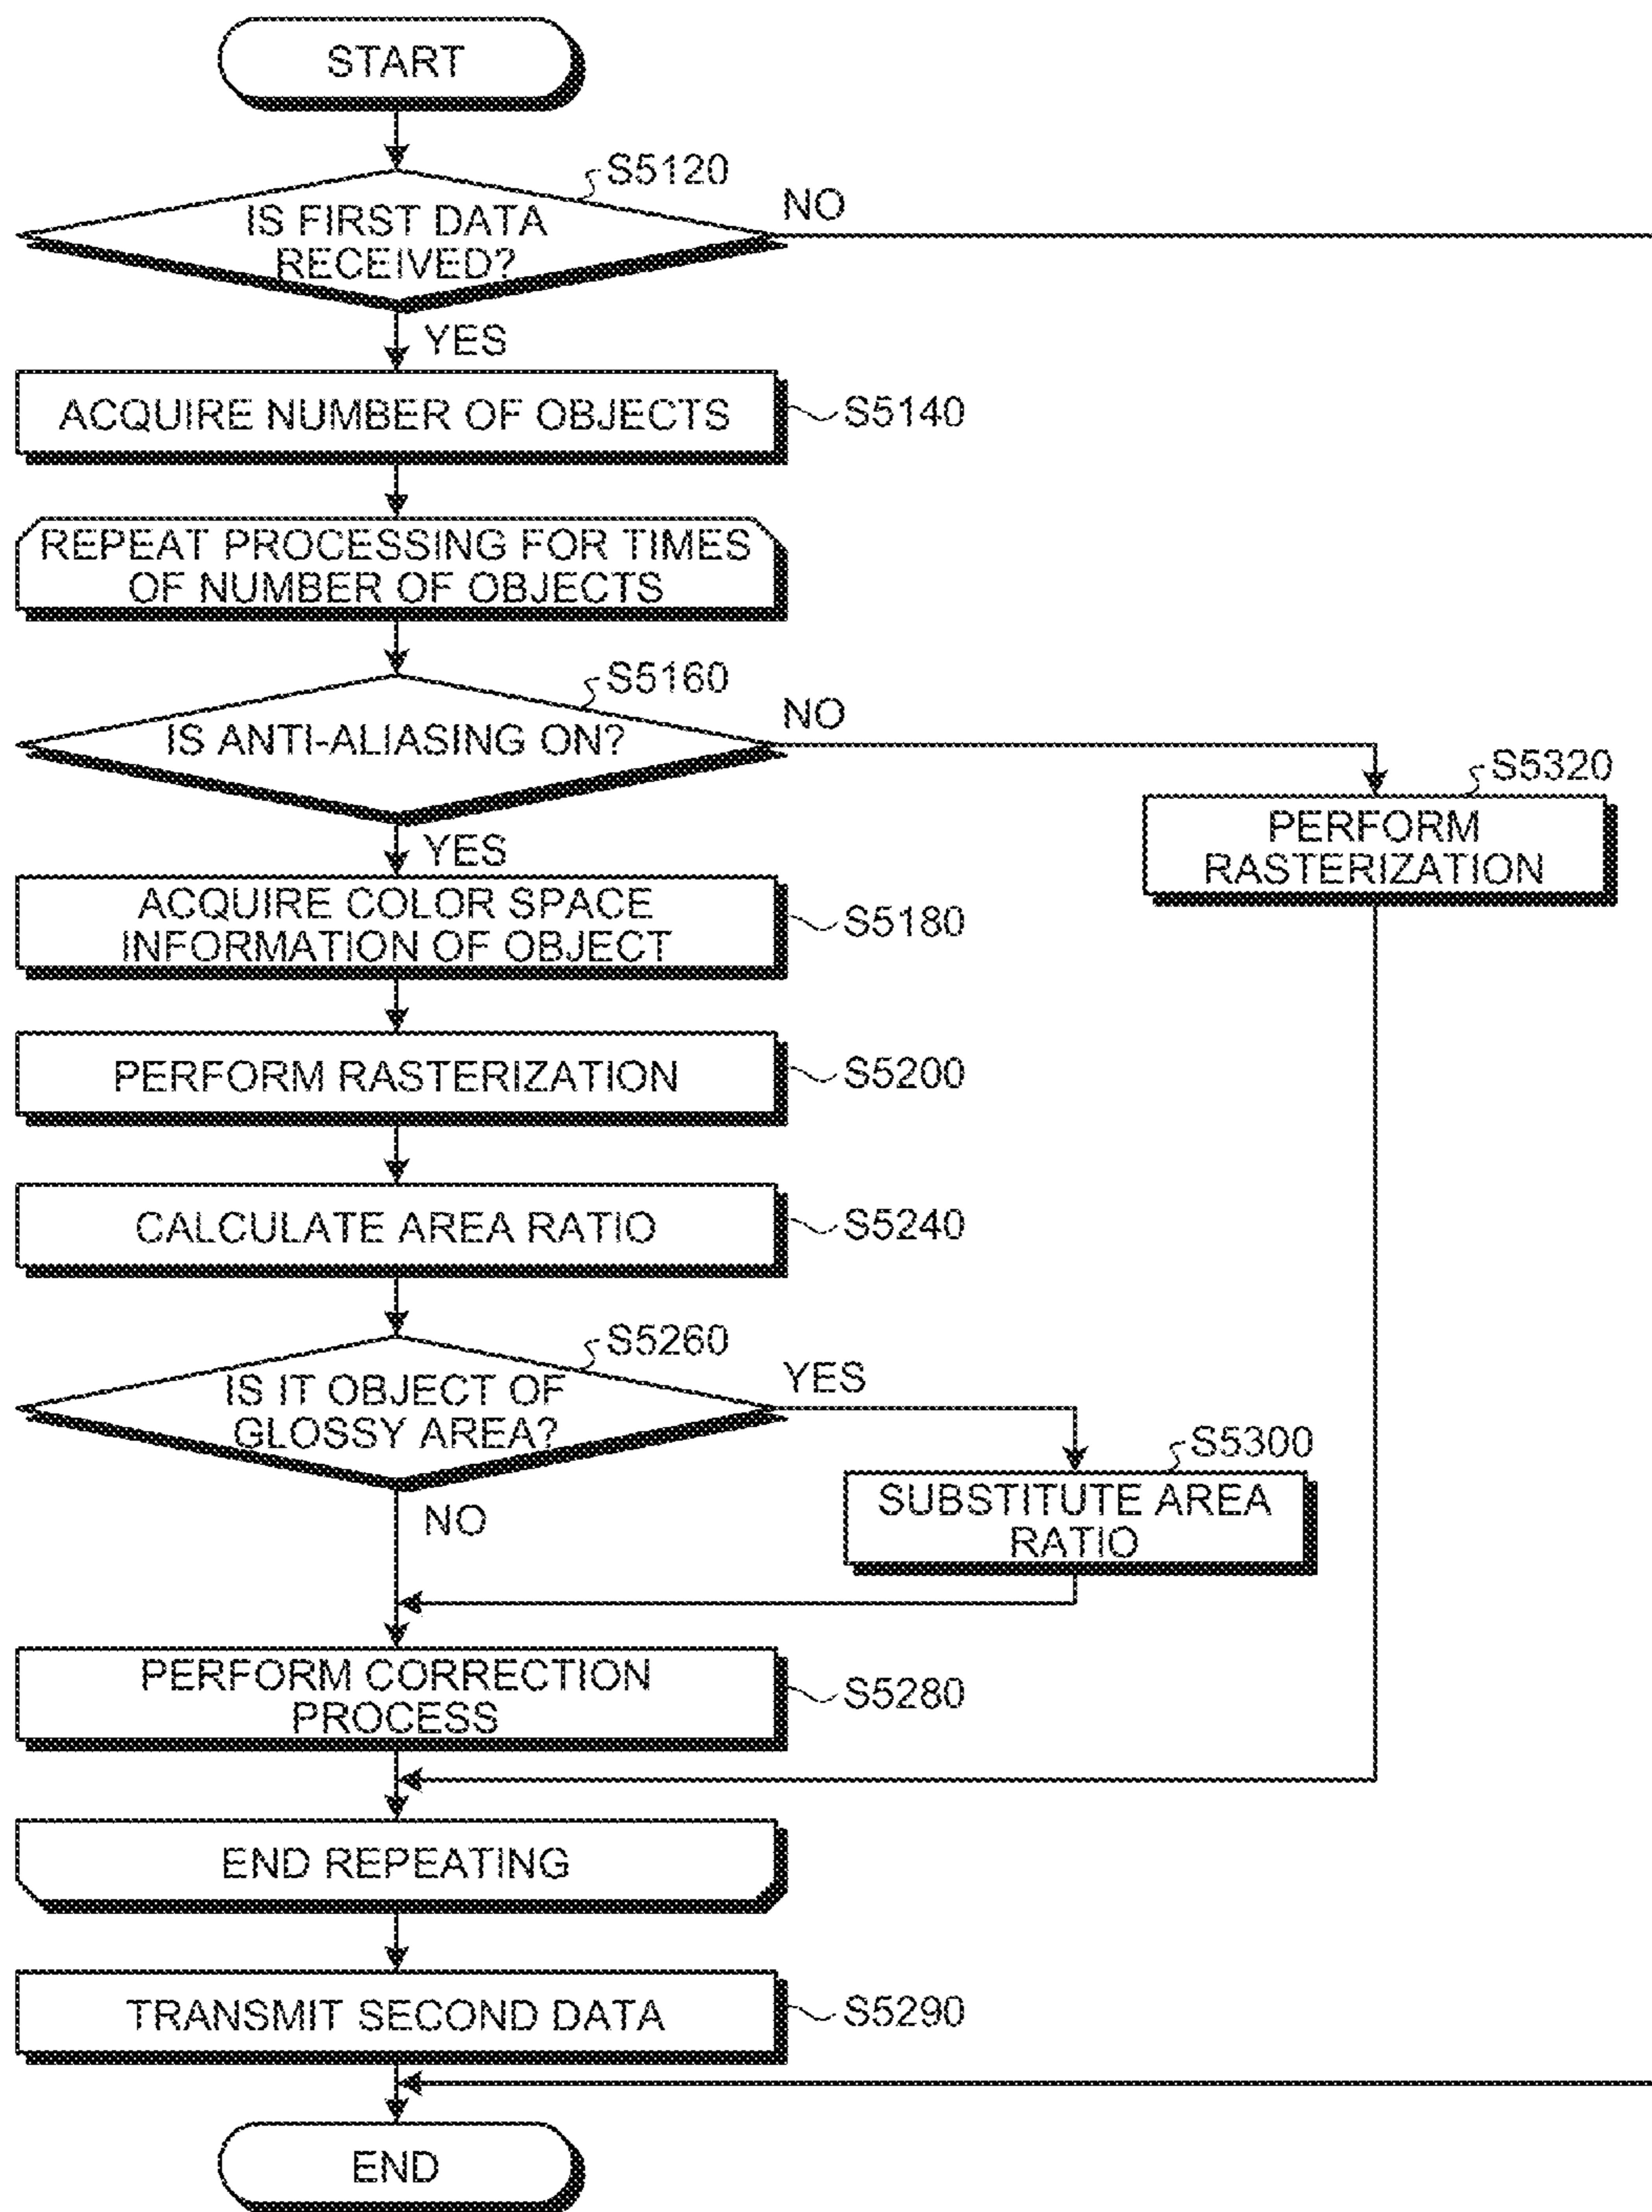 START
S5120
IS FIRST DATA
RECEIVED?
NO
YES
ACQUIRE NUMBER OF OBJECTS
S5140
REPEAT PROCESSING FOR TIMES
OF NUMBER OF OBJECTS
S5160
IS ANTI-ALIASING ON?
NO
YES
S5320
PERFORM
RASTERIZATION
ACQUIRE COLOR SPACE
INFORMATION OF OBJECT
S5180
PERFORM RASTERIZATION
S5200
CALCULATE AREA RATIO
S5240
S5260
IS IT OBJECT OF
GLOSSY AREA?
YES
NO
S5300
SUBSTITUTE AREA
RATIO
PERFORM CORRECTION
PROCESS
S5280
END REPEATING
TRANSMIT SECOND DATA
S5290
END